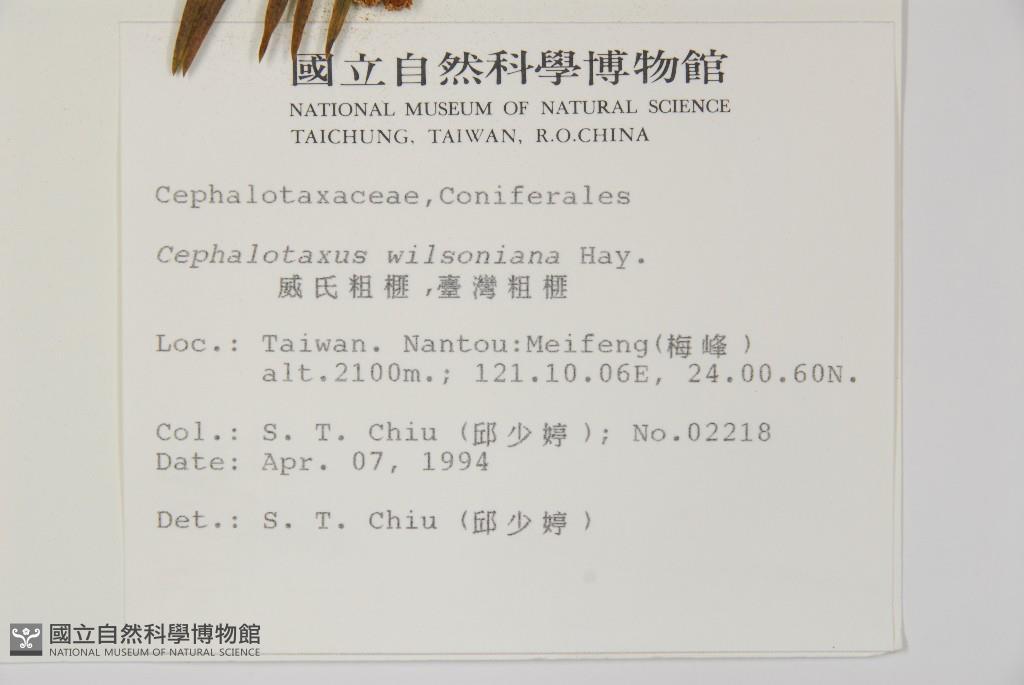 國立自然科學博物館
NATIONAL MUSEUM OF NATURAL SCIENCE
TAICHUNG, TAIWAN, R.O.CHINA
Cephalotaxaceae,Coniferales
Cephalotaxus wilsoniana Hay.
威氏粗榧,臺灣粗榧
Loc.: Taiwan. Nantou:Meifeng(梅峰)
alt.2100m.; 121.10.06E, 24.00.60N.
Col.: S. T. Chiu (邱少婷); No.02218
Date: Apr. 07, 1994
Det.: S. T. Chiu (邱少婷)
國立自然科學博物館
NATIONAL MUSEUM OF NATURAL SCIENCE